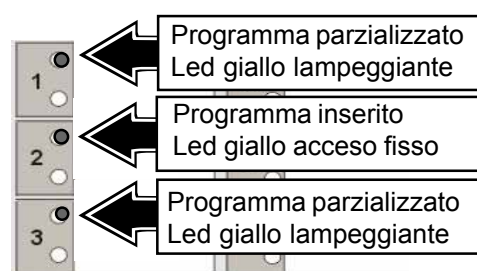 1
Programma parzializzato
Led giallo lampeggiante
2
Programma inserito
Led giallo acceso fisso
3
Programma parzializzato
Led giallo lampeggiante